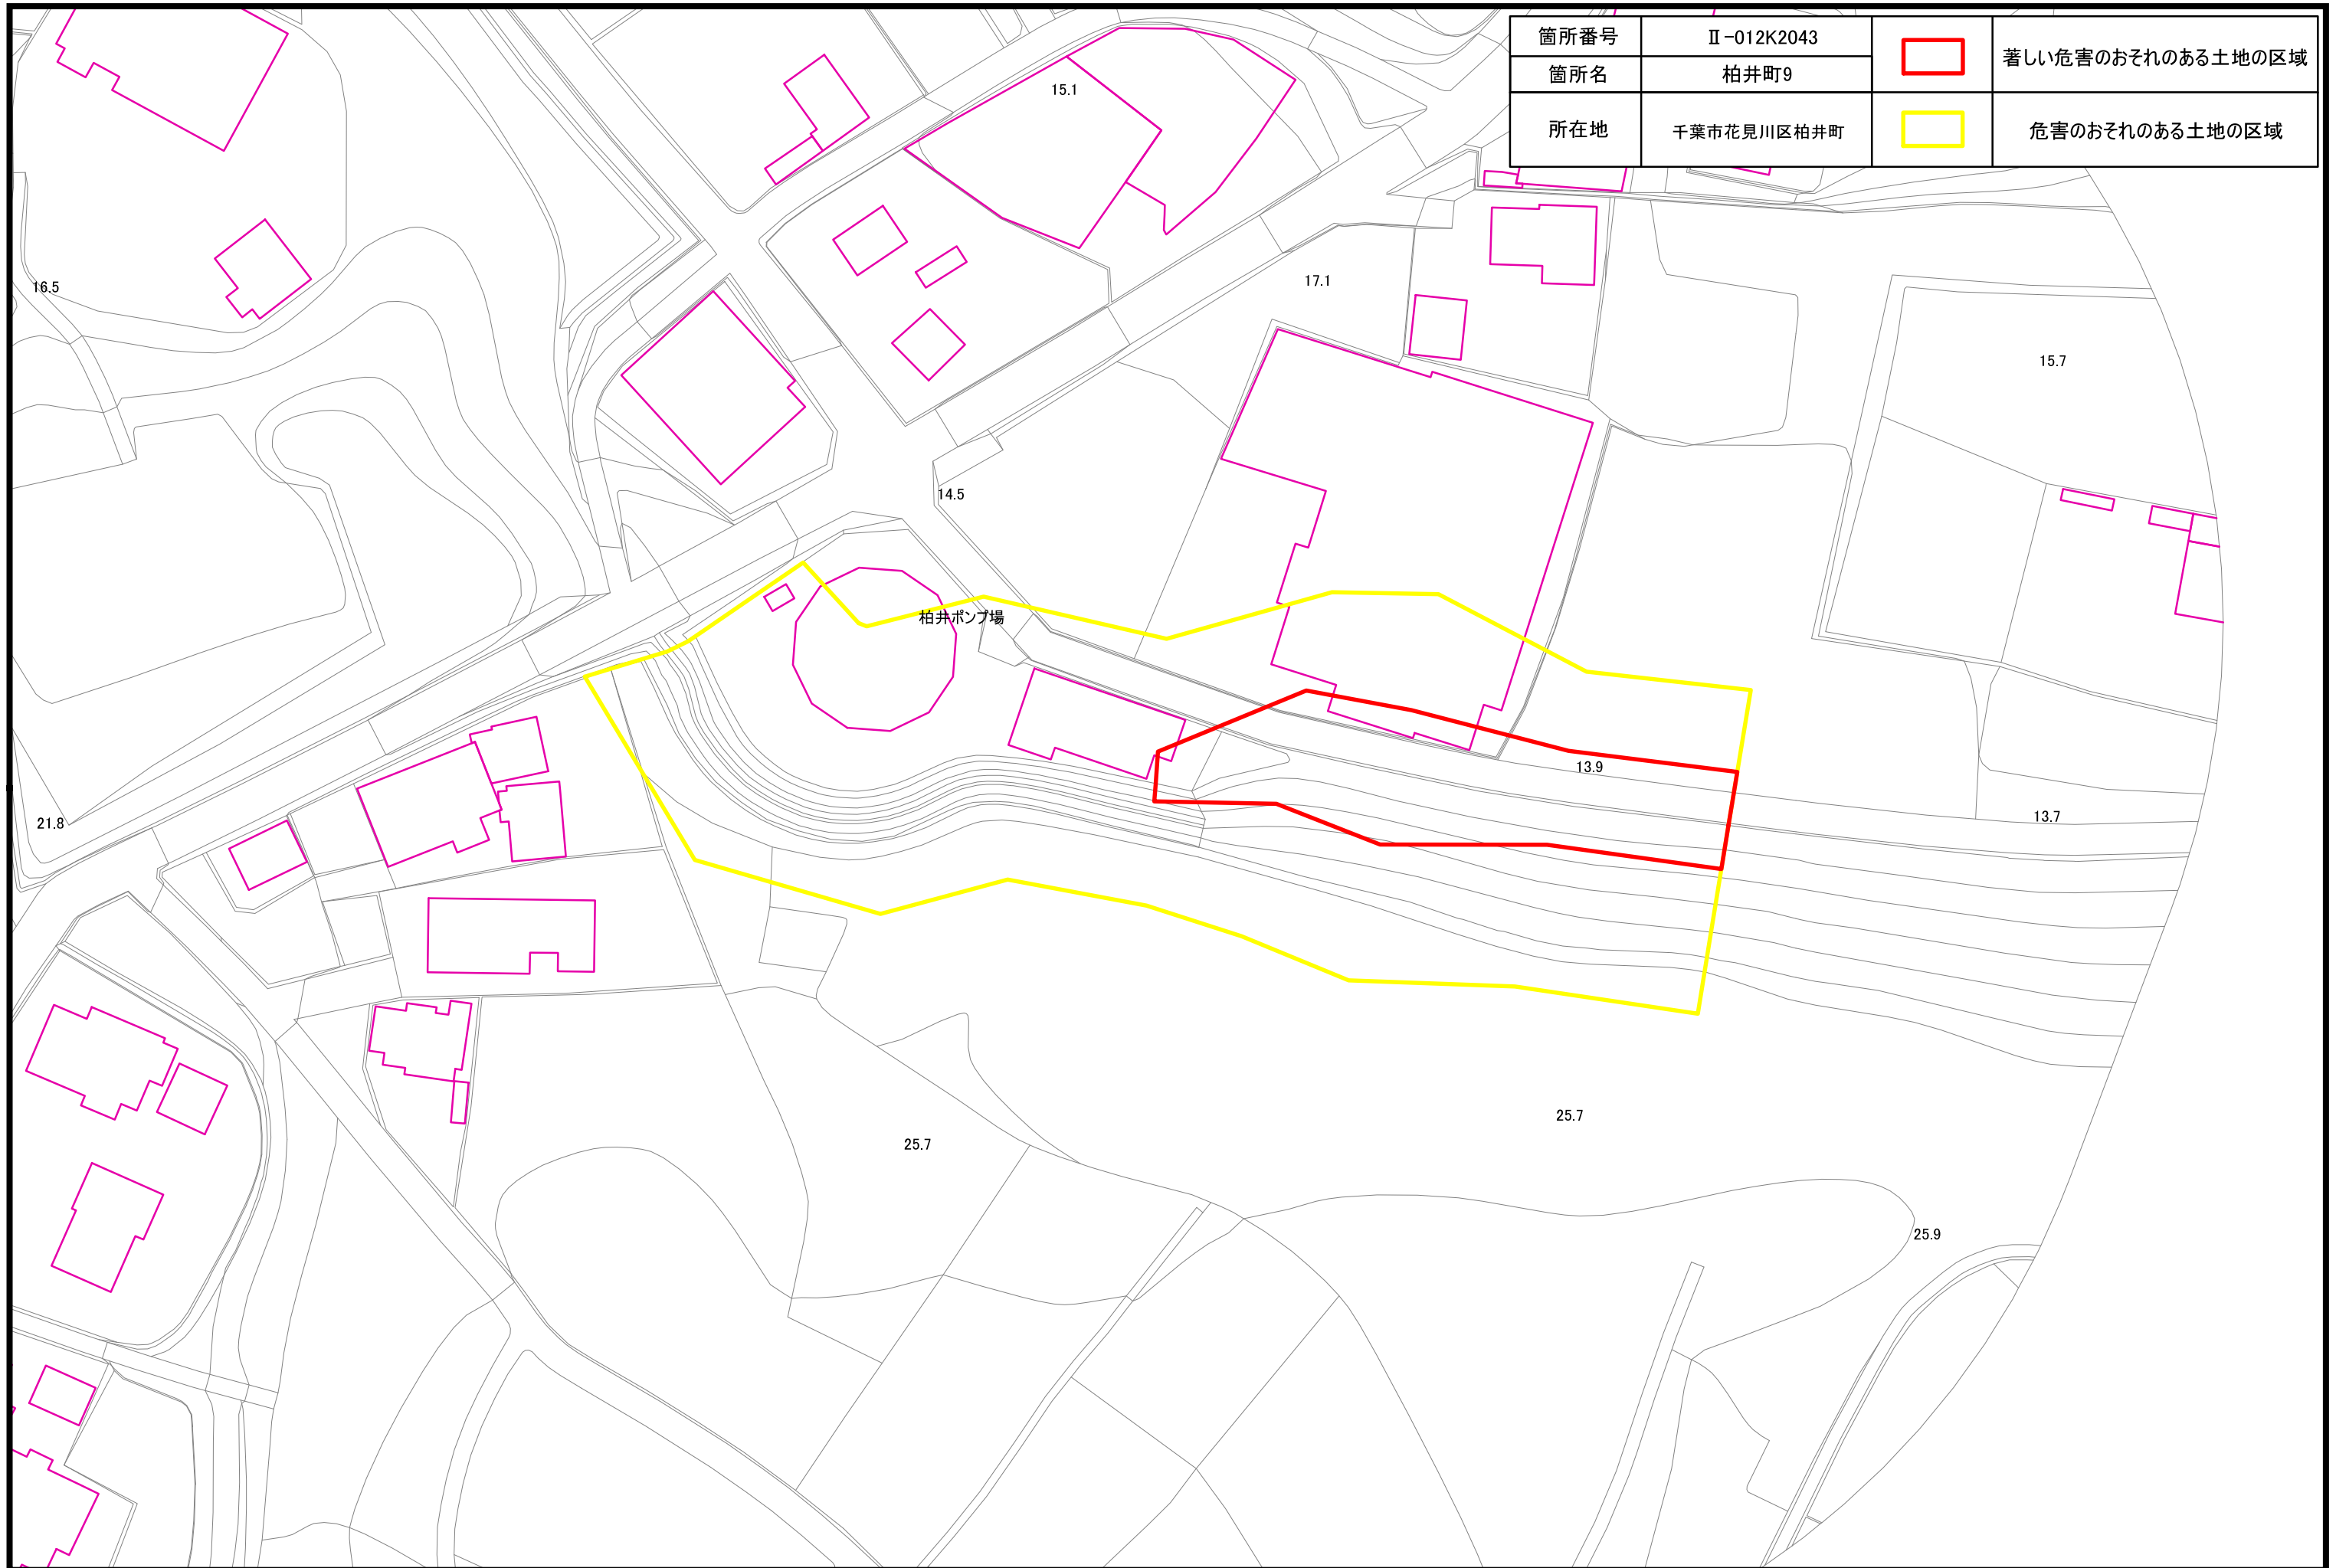 箇所番号 Ⅱ-012K2043
著しい危害のおそれのある土地の区域
箇所名 柏井町9
所在地 千葉市花見川区柏井町
危害のおそれのある土地の区域
15.1
17.1
16.5
15.7
14.5
柏井ポンプ場
13.9
13.7
21.8
25.7
25.7
25.9